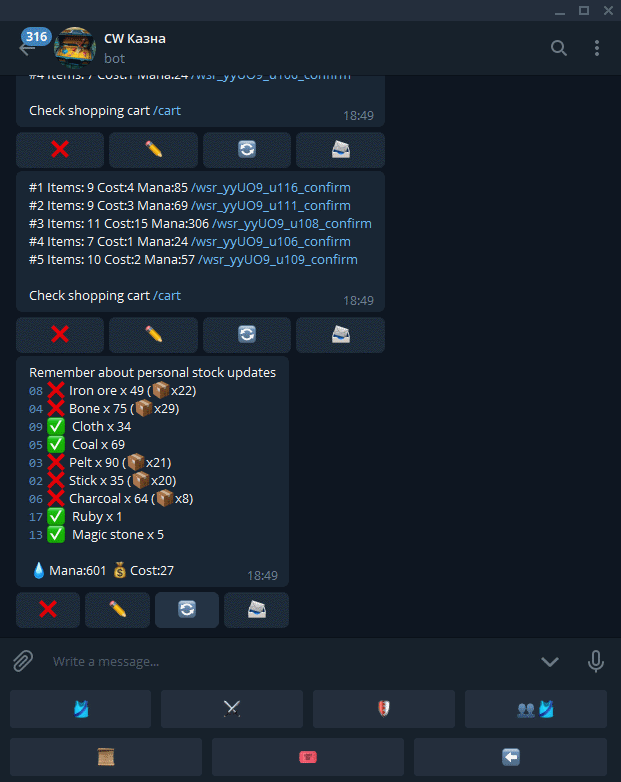 316
CW Казна
bot
#4 Items: 7 Cost:1 Mana:24 /wsr_yyUO9_u106_confirm
Check shopping cart /cart
18:49
#1 Items: 9 Cost:4 Mana:85 /wsr_yyUO9_u116_confirm
#2 Items: 9 Cost:3 Mana:69 /wsr_yyUO9_u111_confirm
#3 Items: 11 Cost:15 Mana:306 /wsr_yyUO9_u108_confirm
#4 Items: 7 Cost:1 Mana:24 /wsr_yyUO9_u106_confirm
#5 Items: 10 Cost:2 Mana:57 /wsr_yyUO9_u109_confirm
Check shopping cart /cart
18:49
Remember about personal stock updates
08 ❌ Iron ore x 49 (📦x22)
04 ❌ Bone x 75 (📦x29)
09 ✅ Cloth x 34
05 ✅ Coal x 69
03 ❌ Pelt x 90 (📦x21)
02 ❌ Stick x 35 (📦x20)
06 ❌ Charcoal x 64 (📦x8)
17 ✅ Ruby x 1
13 ✅ Magic stone x 5
💧Mana:601 💰Cost:27
18:49
Write a message...